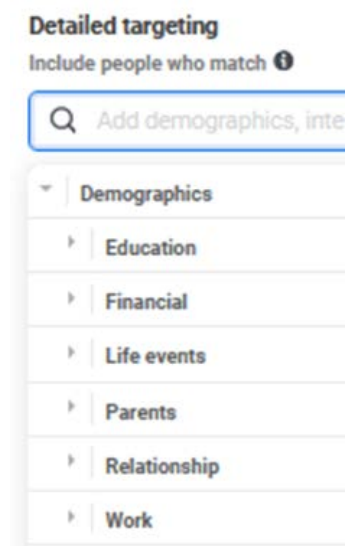 Detailed targeting
Include people who match
Add demographics, inte
Demographics
Education
Financial
Life events
Parents
Relationship
Work